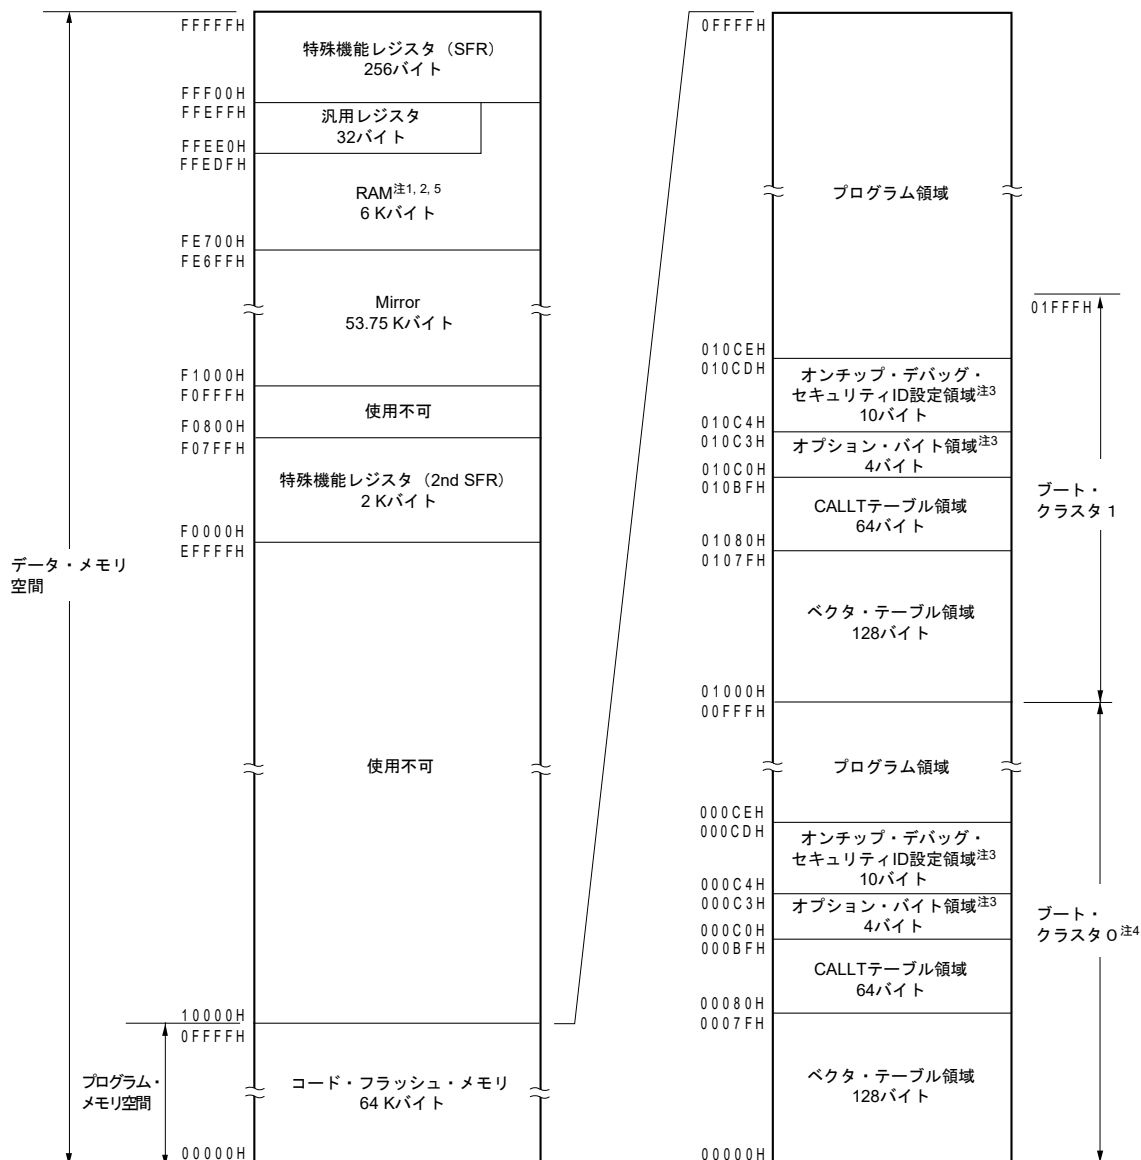 FFFFFH
特殊機能レジスタ（SFR）
256バイト
FFF00H
FFEFFH
汎用レジスタ
32バイト
FFEE0H
FFEDFH
RAM注1, 2, 5
6 Kバイト
FE700H
FE6FFH
Mirror
53.75 Kバイト
F1000H
F0FFFH
使用不可
F0800H
F07FFH
特殊機能レジスタ（2nd SFR）
2 Kバイト
F0000H
EFFFFH
データ・メモリ
空間
使用不可
10000H
0FFFFH
プログラム・
メモリ空間
コード・フラッシュ・メモリ
64 Kバイト
00000H
0FFFFH
プログラム領域
01FFFH
010CEH
010CDH
オンチップ・デバッグ・
セキュリティID設定領域注3
10バイト
010C4H
010C3H
オプション・バイト領域注3
4バイト
010C0H
010BFH
CALLTテーブル領域
64バイト
ブート・
クラスタ1
01080H
0107FH
ベクタ・テーブル領域
128バイト
01000H
00FFFH
プログラム領域
000CEH
000CDH
オンチップ・デバッグ・
セキュリティID設定領域注3
10バイト
000C4H
000C3H
オプション・バイト領域注3
4バイト
000C0H
000BFH
ブート・
クラスタ0注4
CALLTテーブル領域
64バイト
00080H
0007FH
ベクタ・テーブル領域
128バイト
00000H